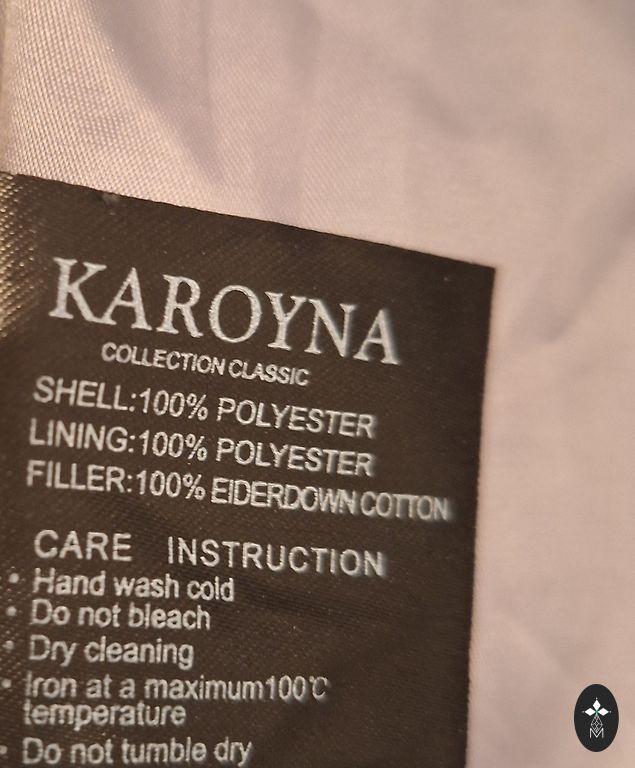 KAROYNA
COLLECTION CLASSIC
SHELL:100% POLYESTER
LINING:100% POLYESTER
FILLER:100% EIDERDOWN COTTON
CARE INSTRUCTION
• Hand wash cold
• Do not bleach
• Dry cleaning
• Iron at a maximum100℃
temperature
• Do not tumble dry
M